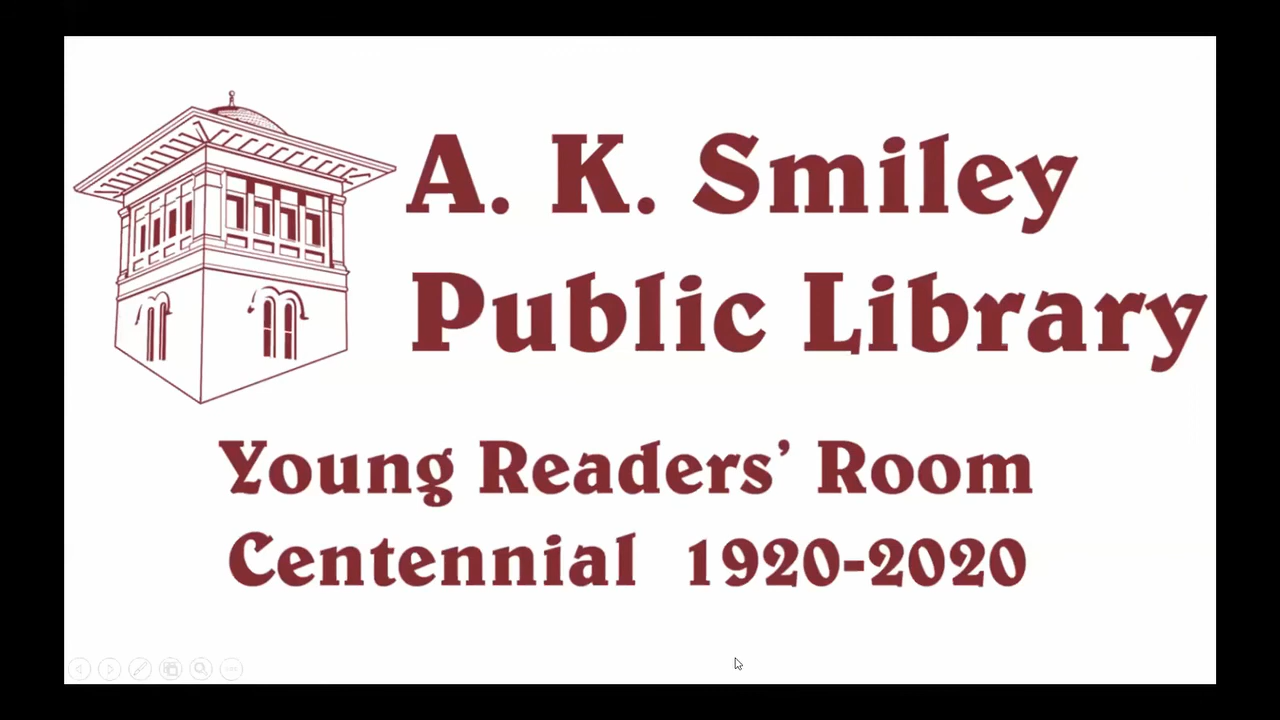 A. K. Smiley
Public Library
Young Readers’ Room
Centennial 1920-2020